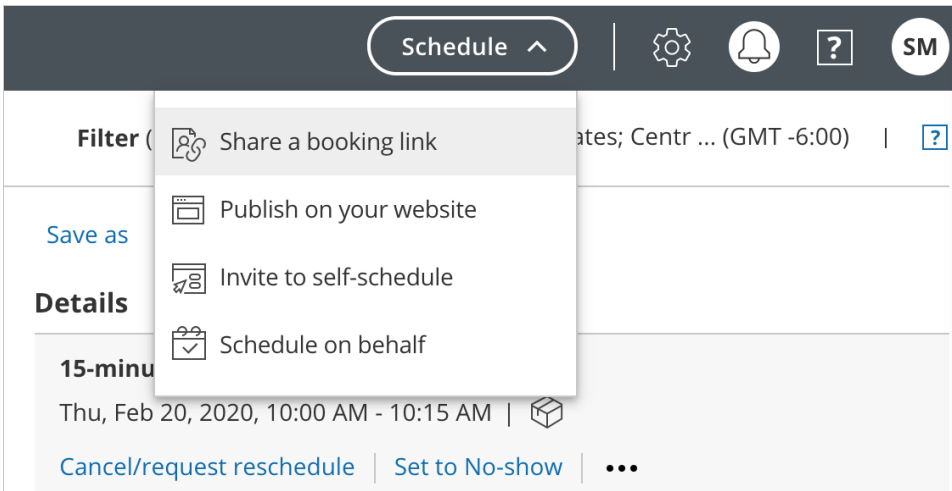 Schedule
?
SM
Filter (
ates; Centr ... (GMT -6:00) |
?
Share a booking link
Publish on your website
Save as
Invite to self-schedule
Details
Schedule on behalf
15-minu
Thu, Feb 20, 2020, 10:00 AM - 10:15 AM |
Cancel/request reschedule | Set to No-show | •••